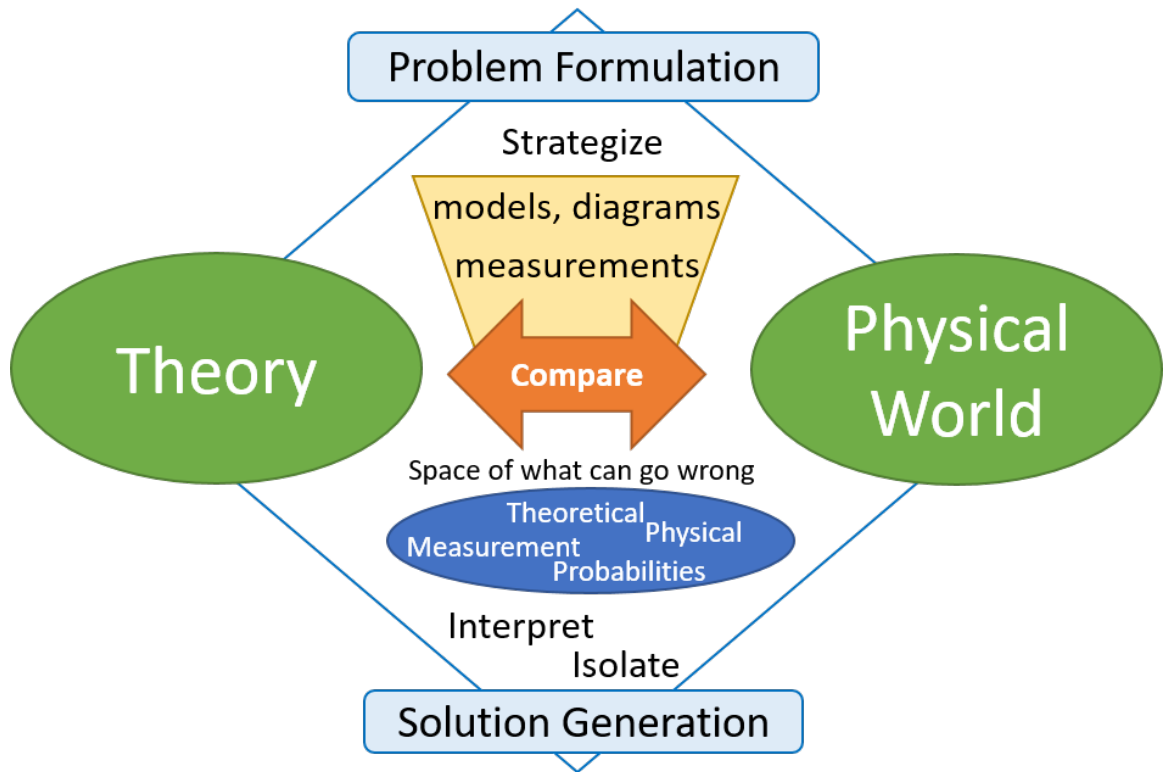 Problem Formulation
Strategize
models, diagrams
measurements
Theory
Compare
Physical
World
Space of what can go wrong
Theoretical
Physical
Measurement
Probabilities
Interpret
Isolate
Solution Generation